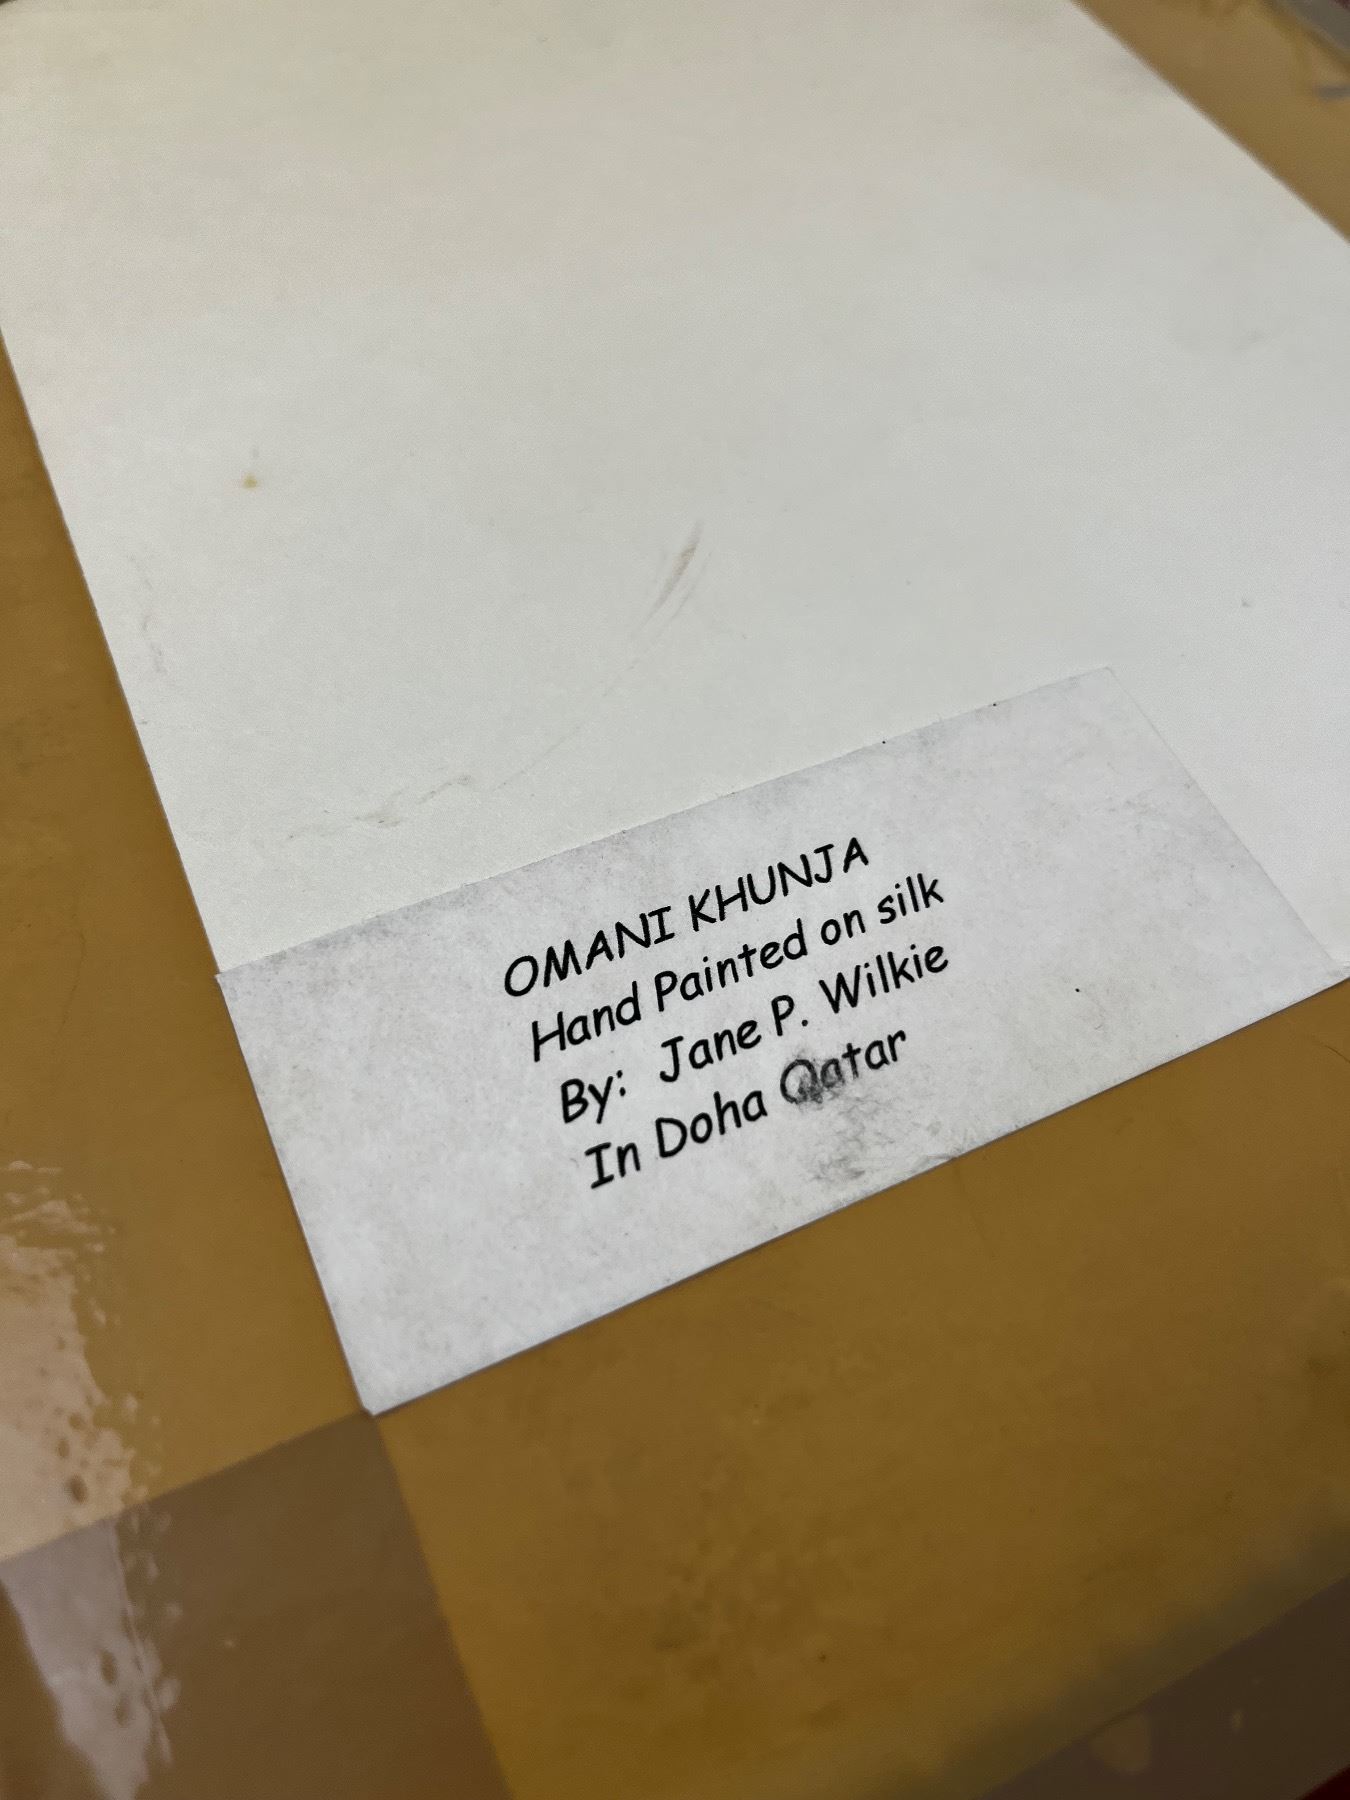 OMANI KHUNJA
Hand Painted on silk
By: Jane P. Wilkie
In Doha Qatar